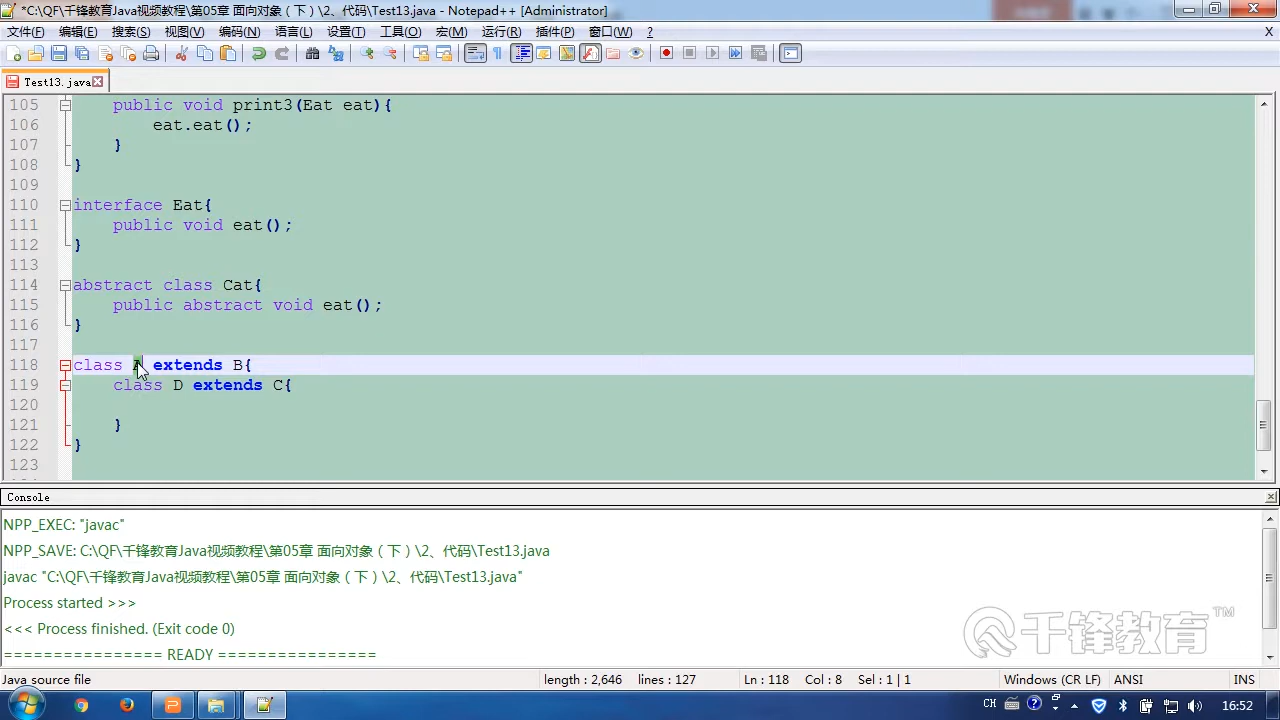 *C:\QF\千锋教育Java视频教程\第05章 面向对象（下）\2、代码\Test13.java - Notepad++ [Administrator]
文件(F) 编辑(E) 搜索(S) 视图(V) 编码(N) 语言(L) 设置(T) 工具(O) 宏(M) 运行(R) 插件(P) 窗口(W) ? X
Test13.java
105 public void print3(Eat eat){
106 eat.eat();
107 }
108 }
109
110 interface Eat{
111 public void eat();
112 }
113
114 abstract class Cat{
115 public abstract void eat();
116 }
117
118 class A extends B{
119 class D extends C{
120
121 }
122 }
123
Console
NPP_EXEC: "javac"
NPP_SAVE: C:\QF\千锋教育Java视频教程\第05章 面向对象（下）\2、代码\Test13.java
javac "C:\QF\千锋教育Java视频教程\第05章 面向对象（下）\2、代码\Test13.java"
Process started >>>
<<< Process finished. (Exit code 0)
================ READY ================
千锋教育™
Java source file length : 2,646 lines : 127 Ln : 118 Col : 8 Sel : 1 | 1 Windows (CR LF) ANSI INS
CH 16:52